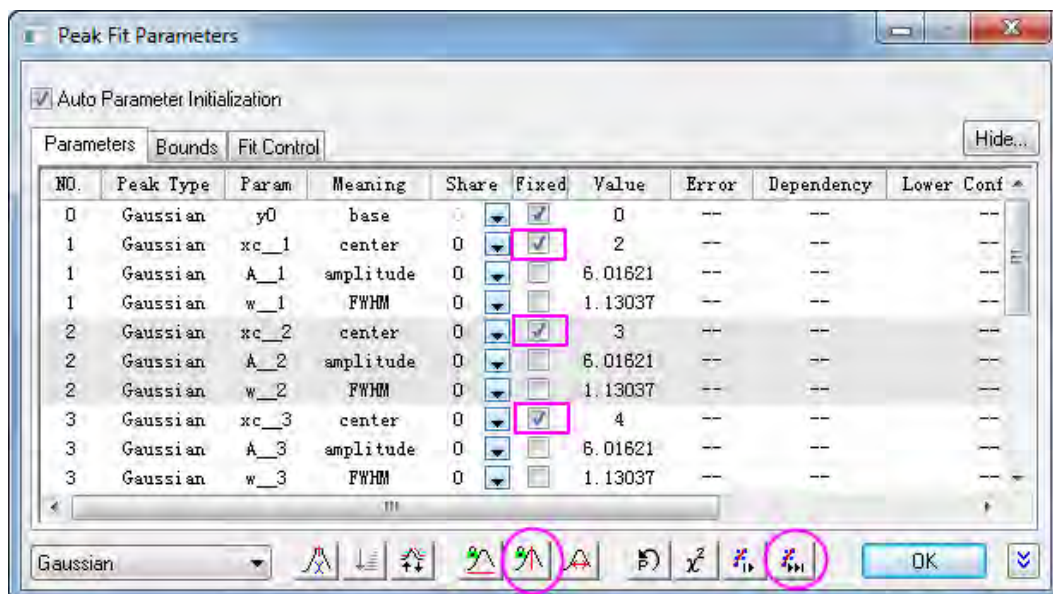 Peak Fit Parameters
Auto Parameter Initialization
Parameters Bounds Fit Control Hide...
NO. Peak Type Param Meaning Share Fixed Value Error Dependency Lower Conf
0 Gaussian y0 base 0 -- -- --
1 Gaussian xc__1 center 0 2 -- -- --
1 Gaussian A__1 amplitude 0 6.01621 -- -- --
1 Gaussian w__1 FWHM 0 1.13037 -- -- --
2 Gaussian xc__2 center 0 3 -- -- --
2 Gaussian A__2 amplitude 0 6.01621 -- -- --
2 Gaussian w__2 FWHM 0 1.13037 -- -- --
3 Gaussian xc__3 center 0 4 -- -- --
3 Gaussian A__3 amplitude 0 6.01621 -- -- --
3 Gaussian w__3 FWHM 0 1.13037 -- -- --
Gaussian χ² OK